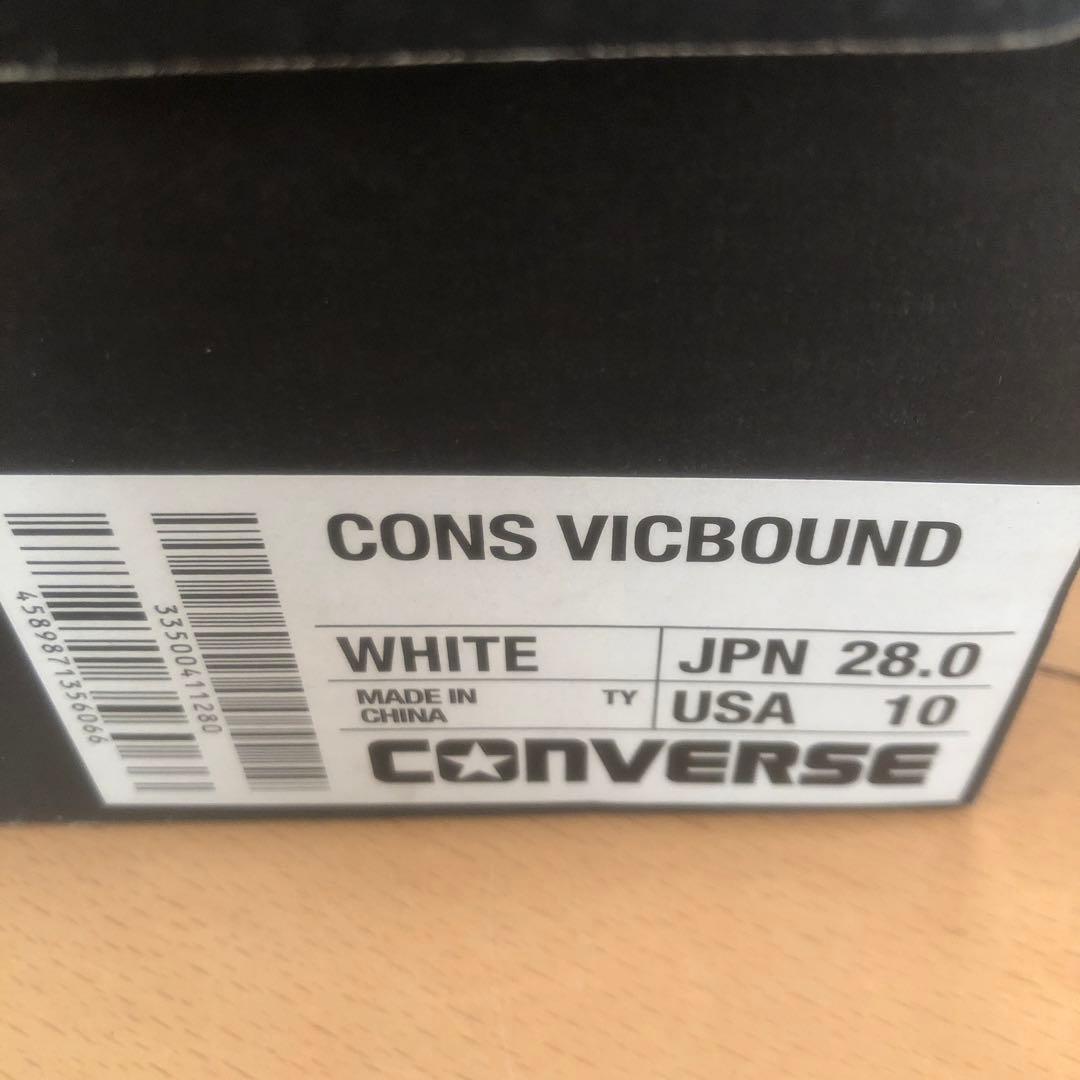 CONS VICBOUND
WHITE
JPN 28.0
MADE IN
CHINA
TY
USA 10
CONVERSE
4589871356066
33500411280